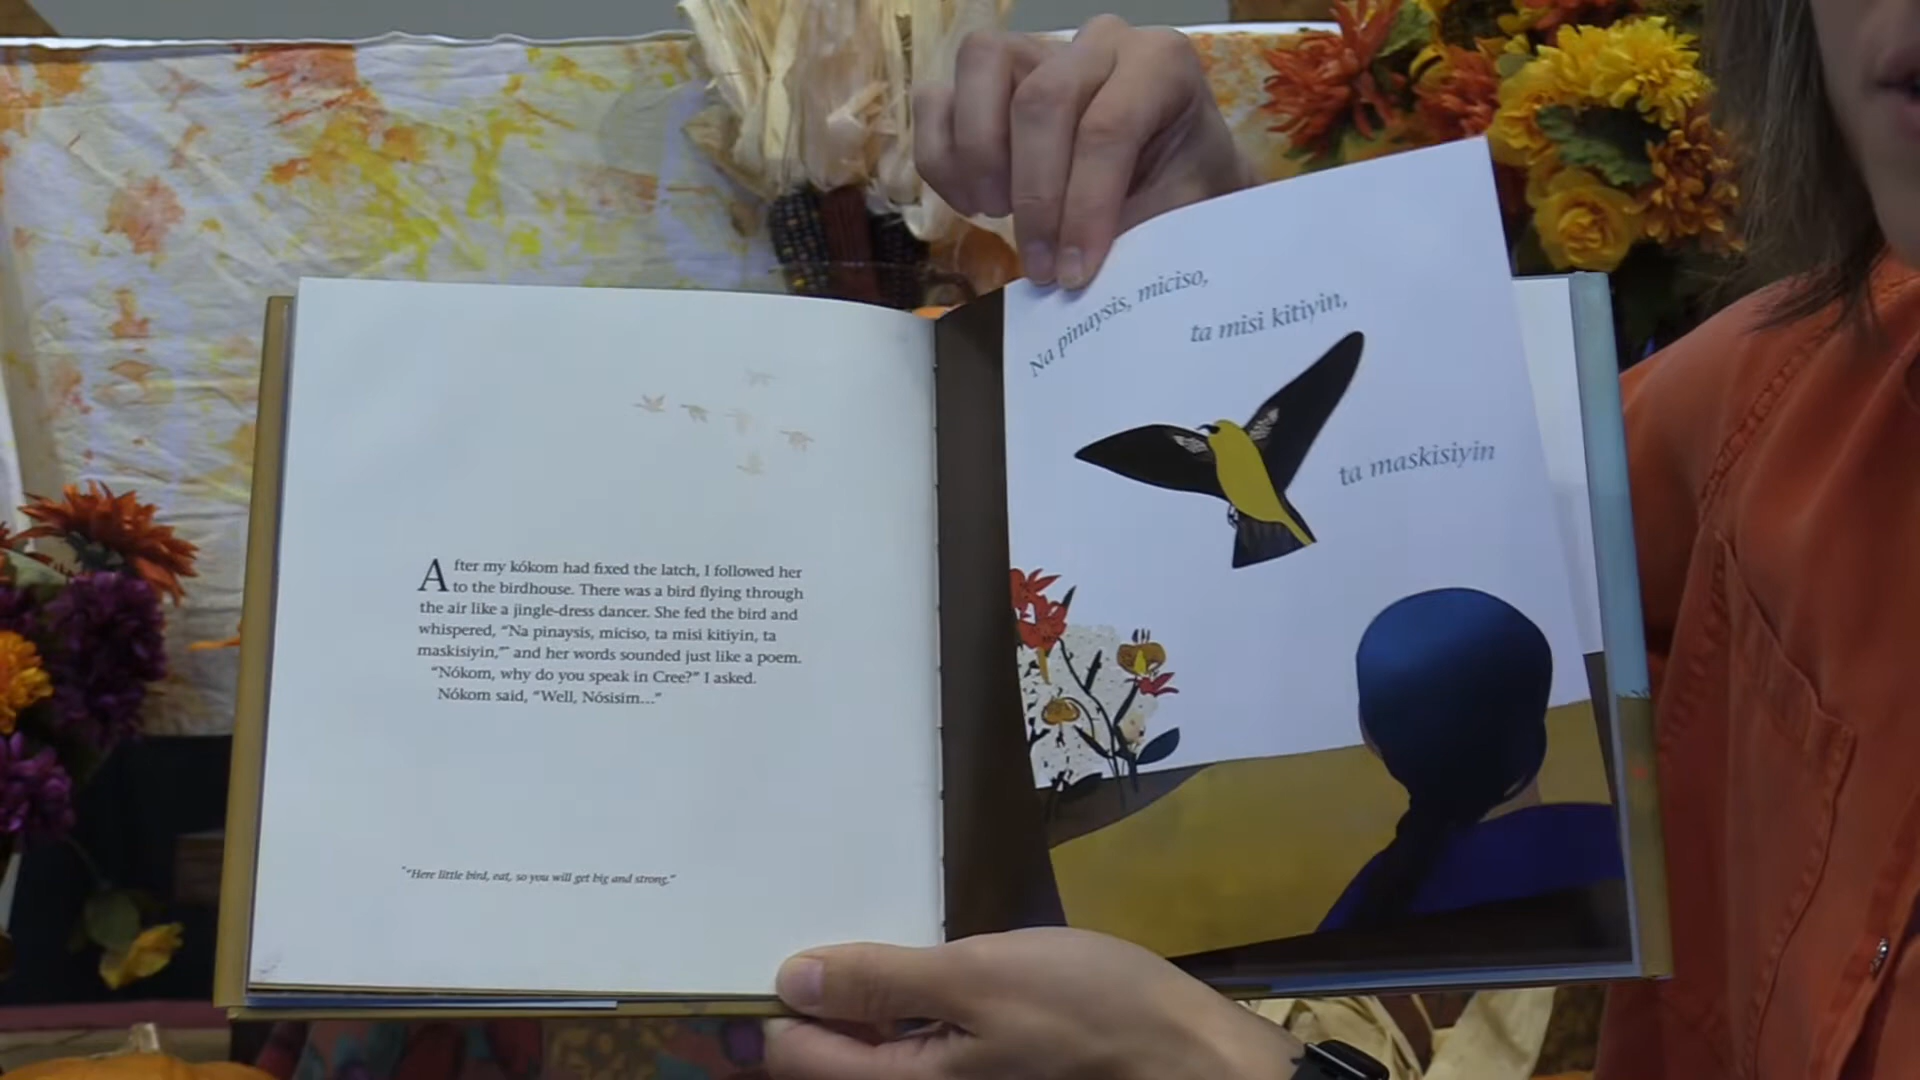 After my kókom had fixed the latch, I followed her
to the birdhouse. There was a bird flying through
the air like a jingle-dress dancer. She fed the bird and
whispered, “Na pinaysis, miciso, ta misi kitiyin, ta
maskisiyin,*” and her words sounded just like a poem.
“Nókom, why do you speak in Cree?” I asked.
Nókom said, “Well, Nósisim...”
*“Here little bird, eat, so you will get big and strong.”
Na pinaysis, miciso,
ta misi kitiyin,
ta maskisiyin